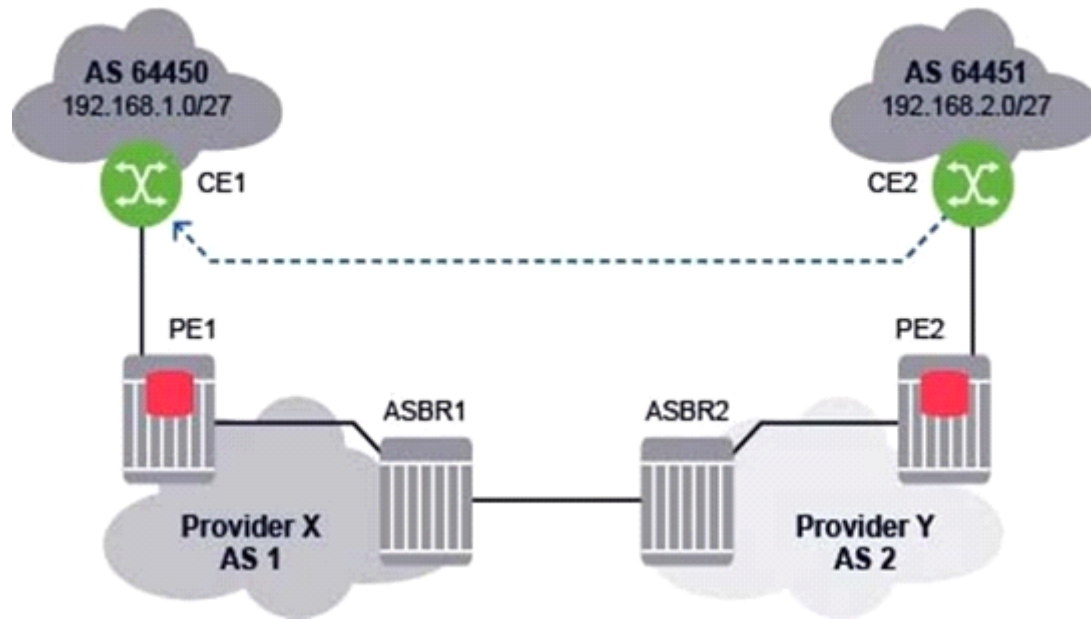 AS 64450
192.168.1.0/27
AS 64451
192.168.2.0/27
CE1
CE2
PE1
PE2
ASBR1
ASBR2
Provider X
AS 1
Provider Y
AS 2